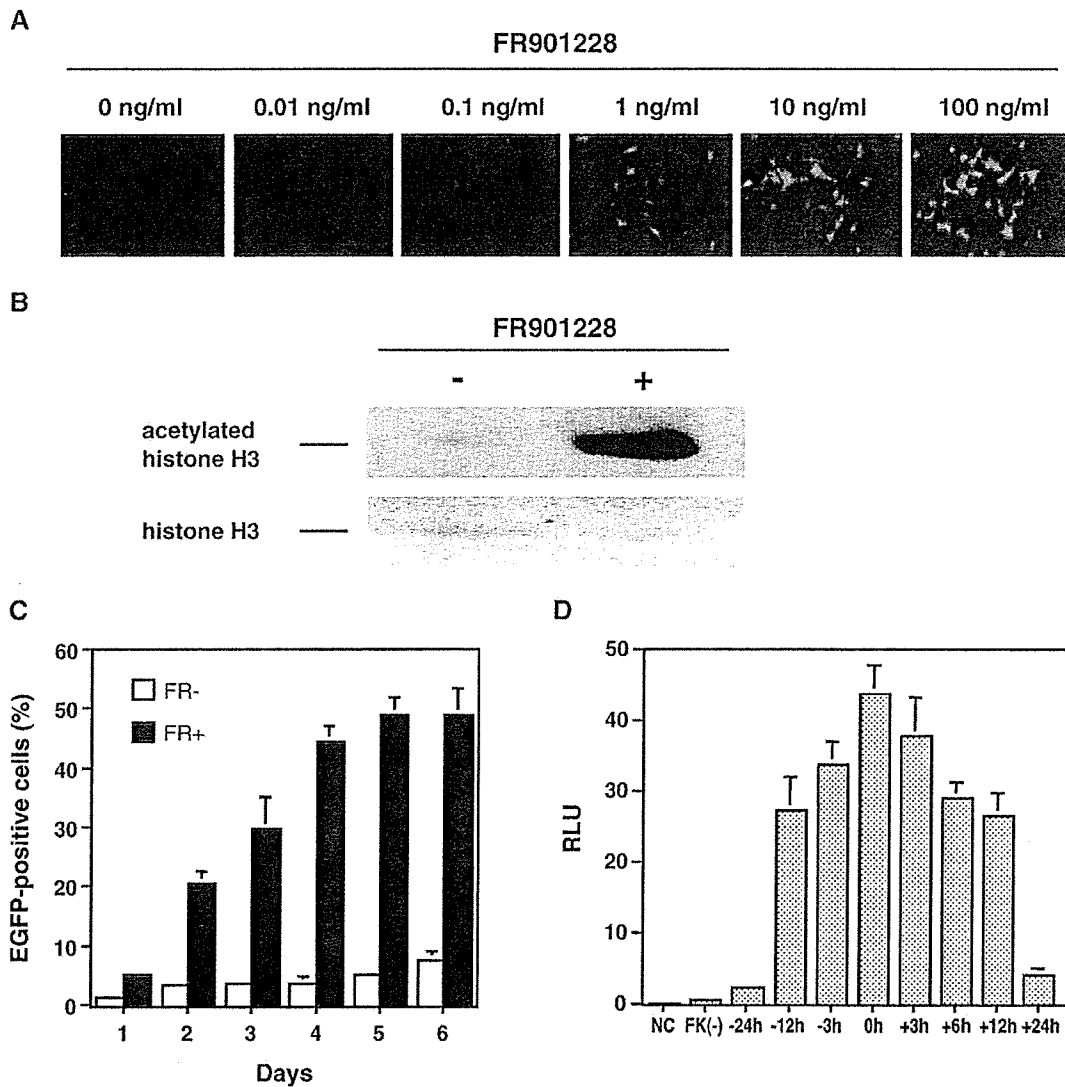 A
FR901228
0 ng/ml 0.01 ng/ml 0.1 ng/ml 1 ng/ml 10 ng/ml 100 ng/ml
B
FR901228
- +
acetylated
histone H3
histone H3
C
60
50
40
30
20
10
0
EGFP-positive cells (%)
FR-
FR+
1 2 3 4 5 6
Days
D
50
40
30
20
10
0
RLU
NC FK(-) -24h -12h -3h 0h +3h +6h +12h +24h